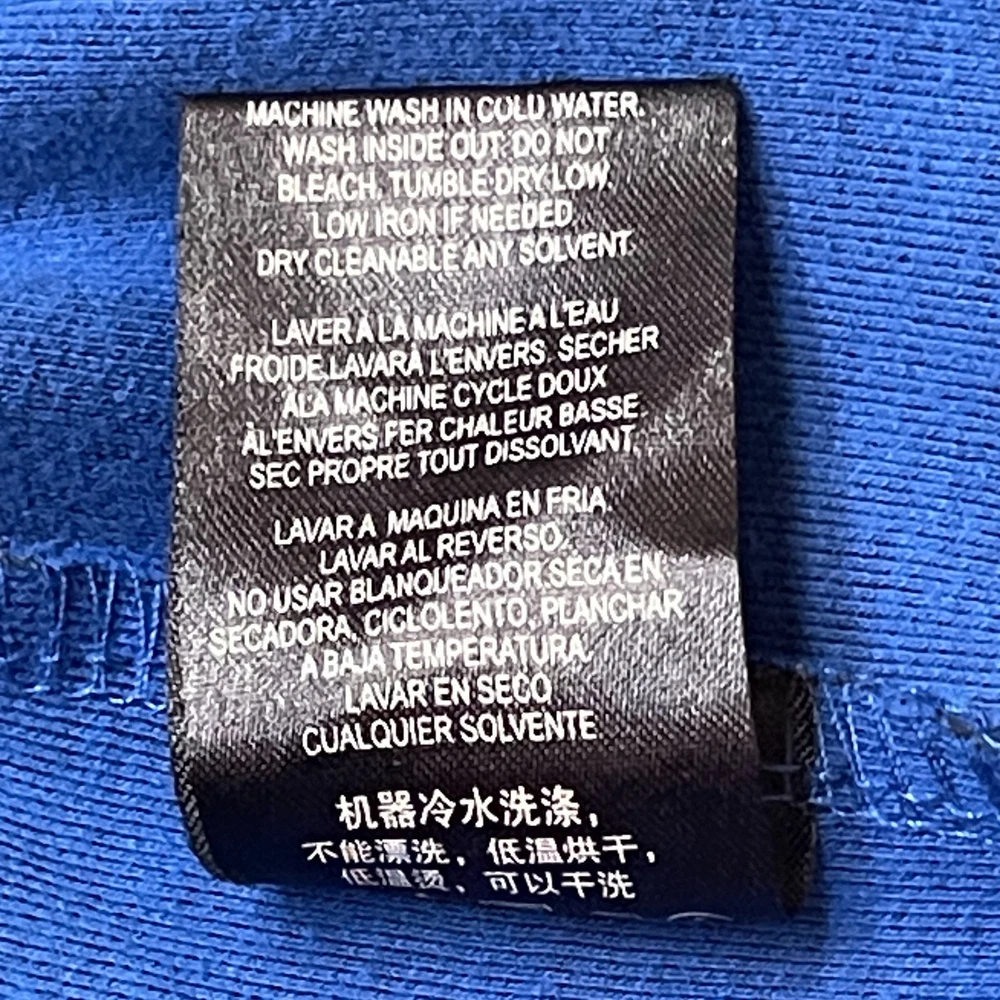 MACHINE WASH IN COLD WATER.
WASH INSIDE OUT. DO NOT
BLEACH. TUMBLE DRY LOW.
LOW IRON IF NEEDED.
DRY CLEANABLE ANY SOLVENT.
LAVER À LA MACHINE A L'EAU
FROIDE.LAVARÀ L'ENVERS. SECHER
ÀLA MACHINE CYCLE DOUX
ÀL'ENVERS.FER CHALEUR BASSE
SEC PROPRE TOUT DISSOLVANT.
LAVAR A MAQUINA EN FRIA.
LAVAR AL REVERSO.
NO USAR BLANQUEADOR.SECA EN
SECADORA, CICLOLENTO, PLANCHAR
A BAJA TEMPERATURA.
LAVAR EN SECO
CUALQUIER SOLVENTE
机器冷水洗涤，
不能漂洗，低温烘干，
低温烫，可以干洗